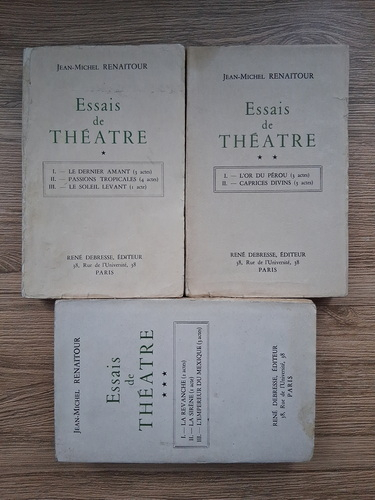 JEAN-MICHEL RENAITOUR
Essais
de
THÉATRE
*
I. — LE DERNIER AMANT (3 actes)
II. — PASSIONS TROPICALES (4 actes)
III. — LE SOLEIL LEVANT (1 acte)
RENÉ DEBRESSE, ÉDITEUR
38, Rue de l'Université, 38
PARIS
JEAN-MICHEL RENAITOUR
Essais
de
THÉATRE
* *
I. — L'OR DU PÉROU (3 actes)
II. — CAPRICES DIVINS (3 actes)
RENÉ DEBRESSE, ÉDITEUR
38, Rue de l'Université, 38
PARIS
JEAN-MICHEL RENAITOUR
Essais
de
THÉATRE
* * *
I. — LA REVANCHE (2 actes)
II. — LA SIRÈNE (1 acte)
III. — L'EMPEREUR DU MEXIQUE (3 actes)
RENÉ DEBRESSE, ÉDITEUR
38, Rue de l'Université, 38
PARIS